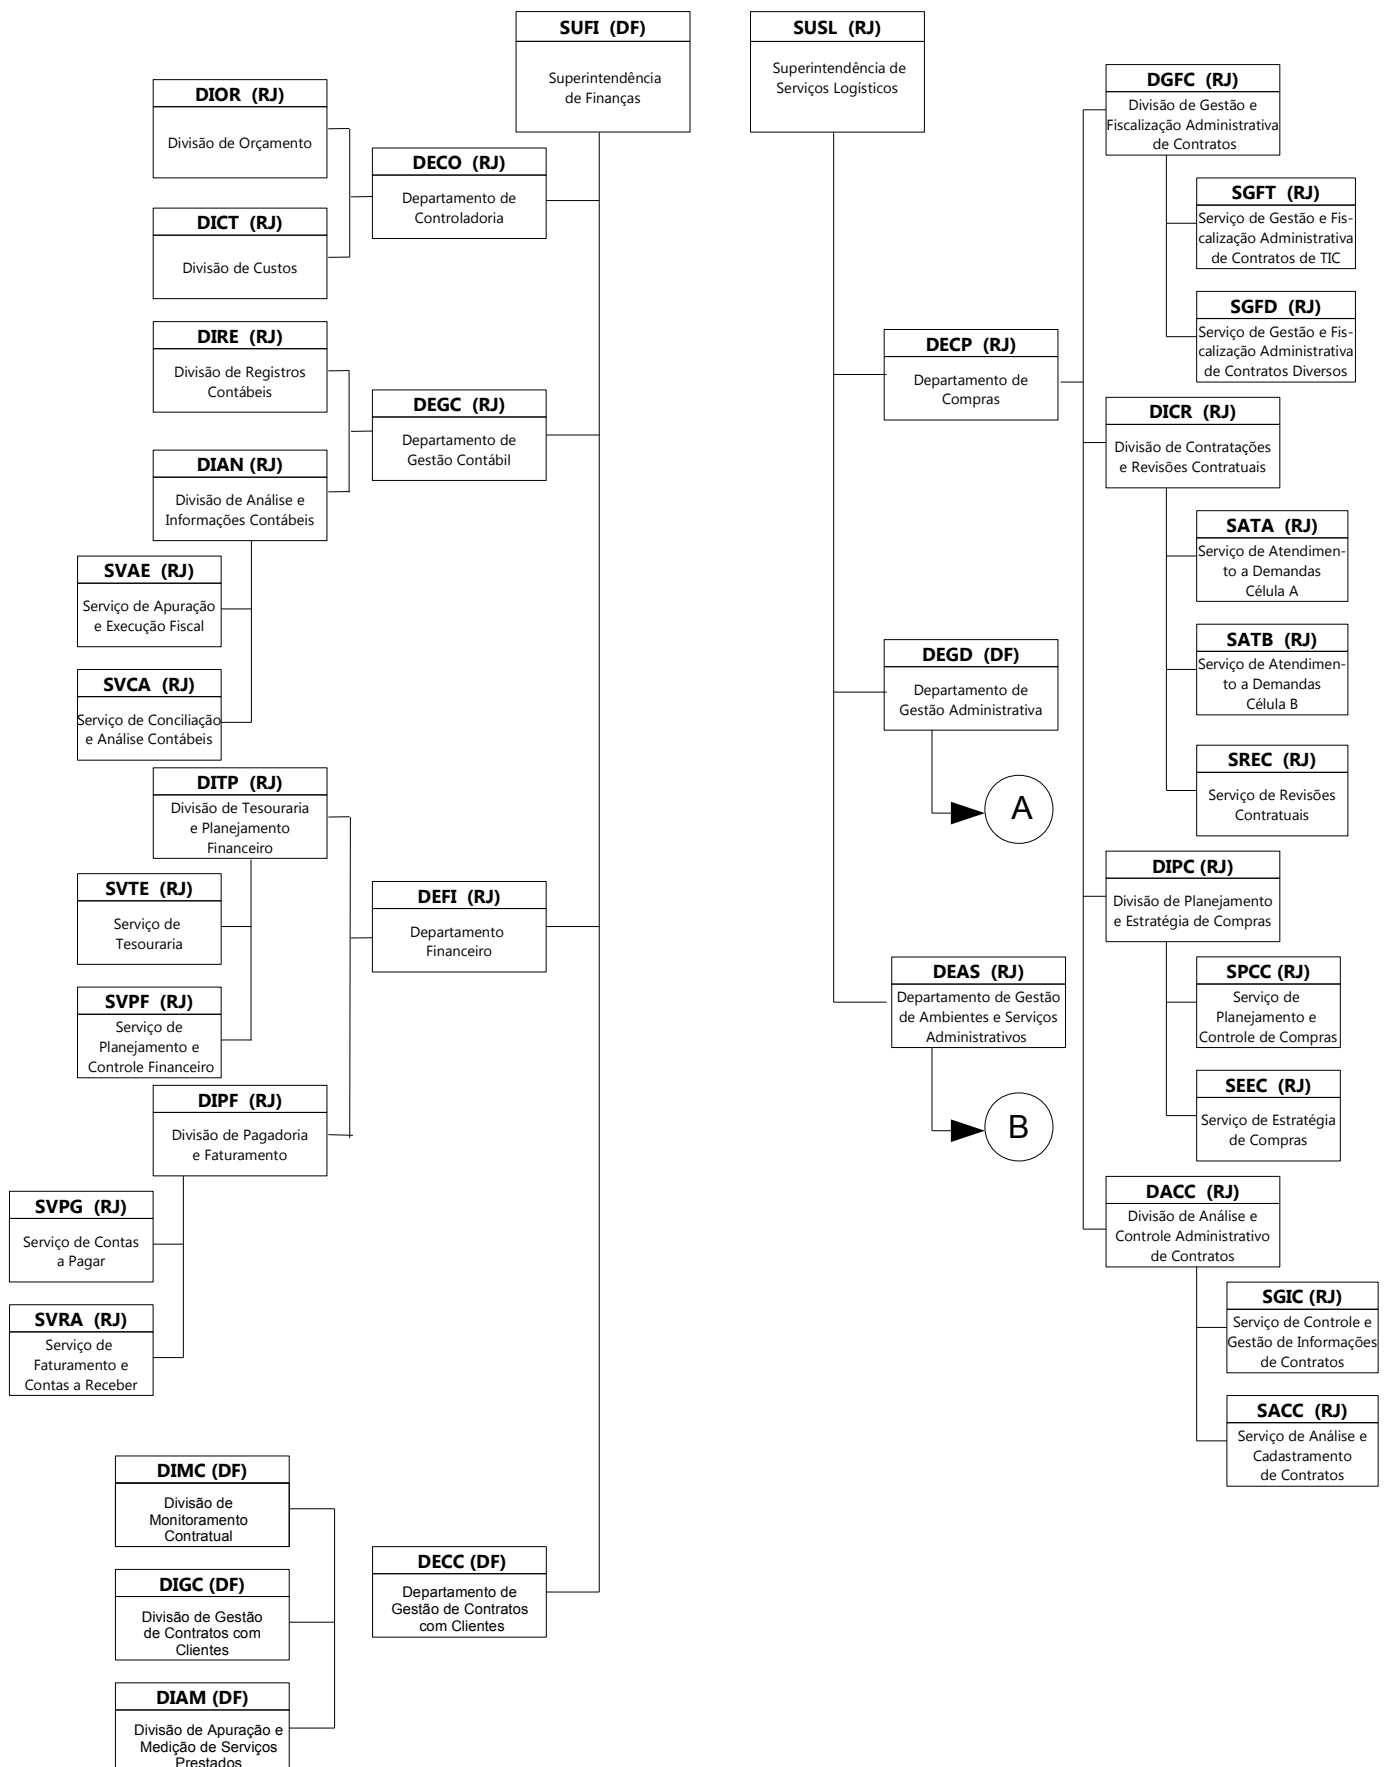 SUFI (DF)
Superintendência
de Finanças
DIOR (RJ)
Divisão de Orçamento
DECO (RJ)
Departamento de
Controladoria
DICT (RJ)
Divisão de Custos
DIRE (RJ)
Divisão de Registros
Contábeis
DEGC (RJ)
Departamento de
Gestão Contábil
DIAN (RJ)
Divisão de Análise e
Informações Contábeis
SVAE (RJ)
Serviço de Apuração
e Execução Fiscal
SVCA (RJ)
Serviço de Conciliação
e Análise Contábeis
DITP (RJ)
Divisão de Tesouraria
e Planejamento
Financeiro
SVTE (RJ)
Serviço de
Tesouraria
DEFI (RJ)
Departamento
Financeiro
SVPF (RJ)
Serviço de
Planejamento e
Controle Financeiro
DIPF (RJ)
Divisão de Pagadoria
e Faturamento
SVPG (RJ)
Serviço de Contas
a Pagar
SVRA (RJ)
Serviço de
Faturamento e
Contas a Receber
DIMC (DF)
Divisão de
Monitoramento
Contratual
DECC (DF)
Departamento de
Gestão de Contratos
com Clientes
DIGC (DF)
Divisão de Gestão
de Contratos com
Clientes
DIAM (DF)
Divisão de Apuração e
Medição de Serviços
Prestados
SUSL (RJ)
Superintendência de
Serviços Logísticos
DECP (RJ)
Departamento de
Compras
DEGD (DF)
Departamento de
Gestão Administrativa
A
DEAS (RJ)
Departamento de Gestão
de Ambientes e Serviços
Administrativos
B
DGFC (RJ)
Divisão de Gestão e
Fiscalização Administrativa
de Contratos
SGFT (RJ)
Serviço de Gestão e Fis-
calização Administrativa
de Contratos de TIC
SGFD (RJ)
Serviço de Gestão e Fis-
calização Administrativa
de Contratos Diversos
DICR (RJ)
Divisão de Contratações
e Revisões Contratuais
SATA (RJ)
Serviço de Atendimen-
to a Demandas
Célula A
SATB (RJ)
Serviço de Atendimen-
to a Demandas
Célula B
SREC (RJ)
Serviço de Revisões
Contratuais
DIPC (RJ)
Divisão de Planejamento
e Estratégia de Compras
SPCC (RJ)
Serviço de
Planejamento e
Controle de Compras
SEEC (RJ)
Serviço de Estratégia
de Compras
DACC (RJ)
Divisão de Análise e
Controle Administrativo
de Contratos
SGIC (RJ)
Serviço de Controle e
Gestão de Informações
de Contratos
SACC (RJ)
Serviço de Análise e
Cadastramento
de Contratos